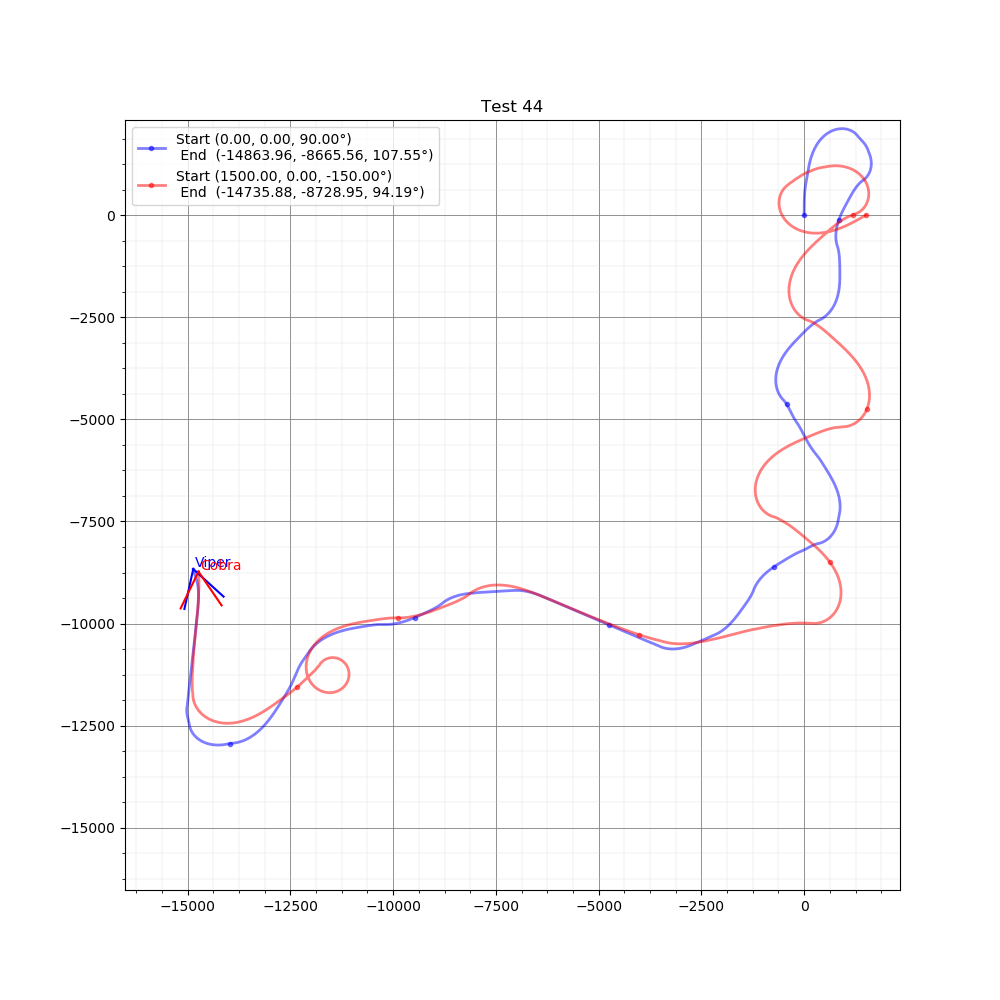 Test 44
Start (0.00, 0.00, 90.00°)
End (-14863.96, -8665.56, 107.55°)
Start (1500.00, 0.00, -150.00°)
End (-14735.88, -8728.95, 94.19°)
0
−2500
−5000
−7500
−10000
−12500
−15000
Viper
Cobra
−15000 −12500 −10000 −7500 −5000 −2500 0